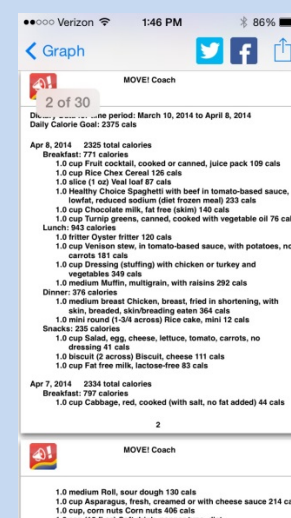 Verizon 1:46 PM 86%
Graph
MOVE! Coach
2 of 30
time period: March 10, 2014 to April 8, 2014
Daily Calorie Goal: 2375 cals
Apr 8, 2014 2325 total calories
Breakfast: 771 calories
1.0 cup Fruit cocktail, cooked or canned, juice pack 109 cals
1.0 cup Rice Chex Cereal 126 cals
1.0 slice (1 oz) Veal loaf 87 cals
1.0 Healthy Choice Spaghetti with beef in tomato-based sauce,
lowfat, reduced sodium (diet frozen meal) 233 cals
1.0 cup Chocolate milk, fat free (skim) 140 cals
1.0 cup Turnip greens, canned, cooked with vegetable oil 76 cal
Lunch: 943 calories
1.0 fritter Oyster fritter 120 cals
1.0 cup Venison stew, in tomato-based sauce, with potatoes, no
carrots 181 cals
1.0 cup Dressing (stuffing) with chicken or turkey and
vegetables 349 cals
1.0 medium Muffin, multigrain, with raisins 292 cals
Dinner: 376 calories
1.0 medium breast Chicken, breast, fried in shortening, with
skin, breaded, skin/breading eaten 364 cals
1.0 mini round (1-3/4 across) Rice cake, mini 12 cals
Snacks: 235 calories
1.0 cup Salad, egg, cheese, lettuce, tomato, carrots, no
dressing 41 cals
1.0 biscuit (2 across) Biscuit, cheese 111 cals
1.0 cup Fat free milk, lactose-free 83 cals
Apr 7, 2014 2334 total calories
Breakfast: 797 calories
1.0 cup Cabbage, red, cooked (with salt, no fat added) 44 cals
2
MOVE! Coach
1.0 medium Roll, sour dough 130 cals
1.0 cup Asparagus, fresh, creamed or with cheese sauce 214 ca
1.0 cup, corn nuts Corn nuts 406 cals